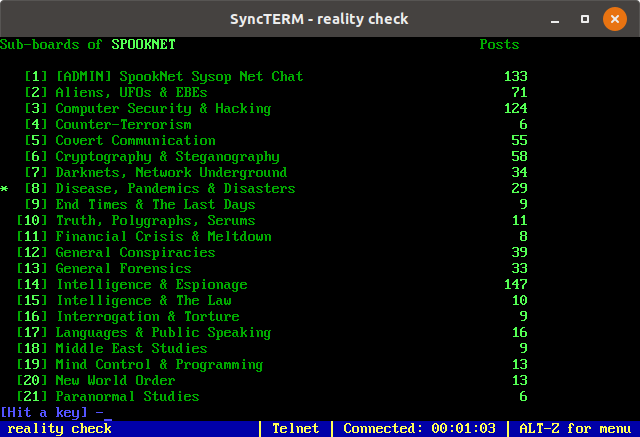 SyncTERM - reality check
Sub-boards of SPOOKNET Posts
[1] [ADMIN] SpookNet Sysop Net Chat 133
[2] Aliens, UFOs & EBEs 71
[3] Computer Security & Hacking 124
[4] Counter-Terrorism 6
[5] Covert Communication 55
[6] Cryptography & Steganography 58
[7] Darknets, Network Underground 34
* [8] Disease, Pandemics & Disasters 29
[9] End Times & The Last Days 9
[10] Truth, Polygraphs, Serums 11
[11] Financial Crisis & Meltdown 8
[12] General Conspiracies 39
[13] General Forensics 33
[14] Intelligence & Espionage 147
[15] Intelligence & The Law 10
[16] Interrogation & Torture 9
[17] Languages & Public Speaking 16
[18] Middle East Studies 9
[19] Mind Control & Programming 13
[20] New World Order 13
[21] Paranormal Studies 6
[Hit a key] -_
reality check | Telnet | Connected: 00:01:03 | ALT-Z for menu